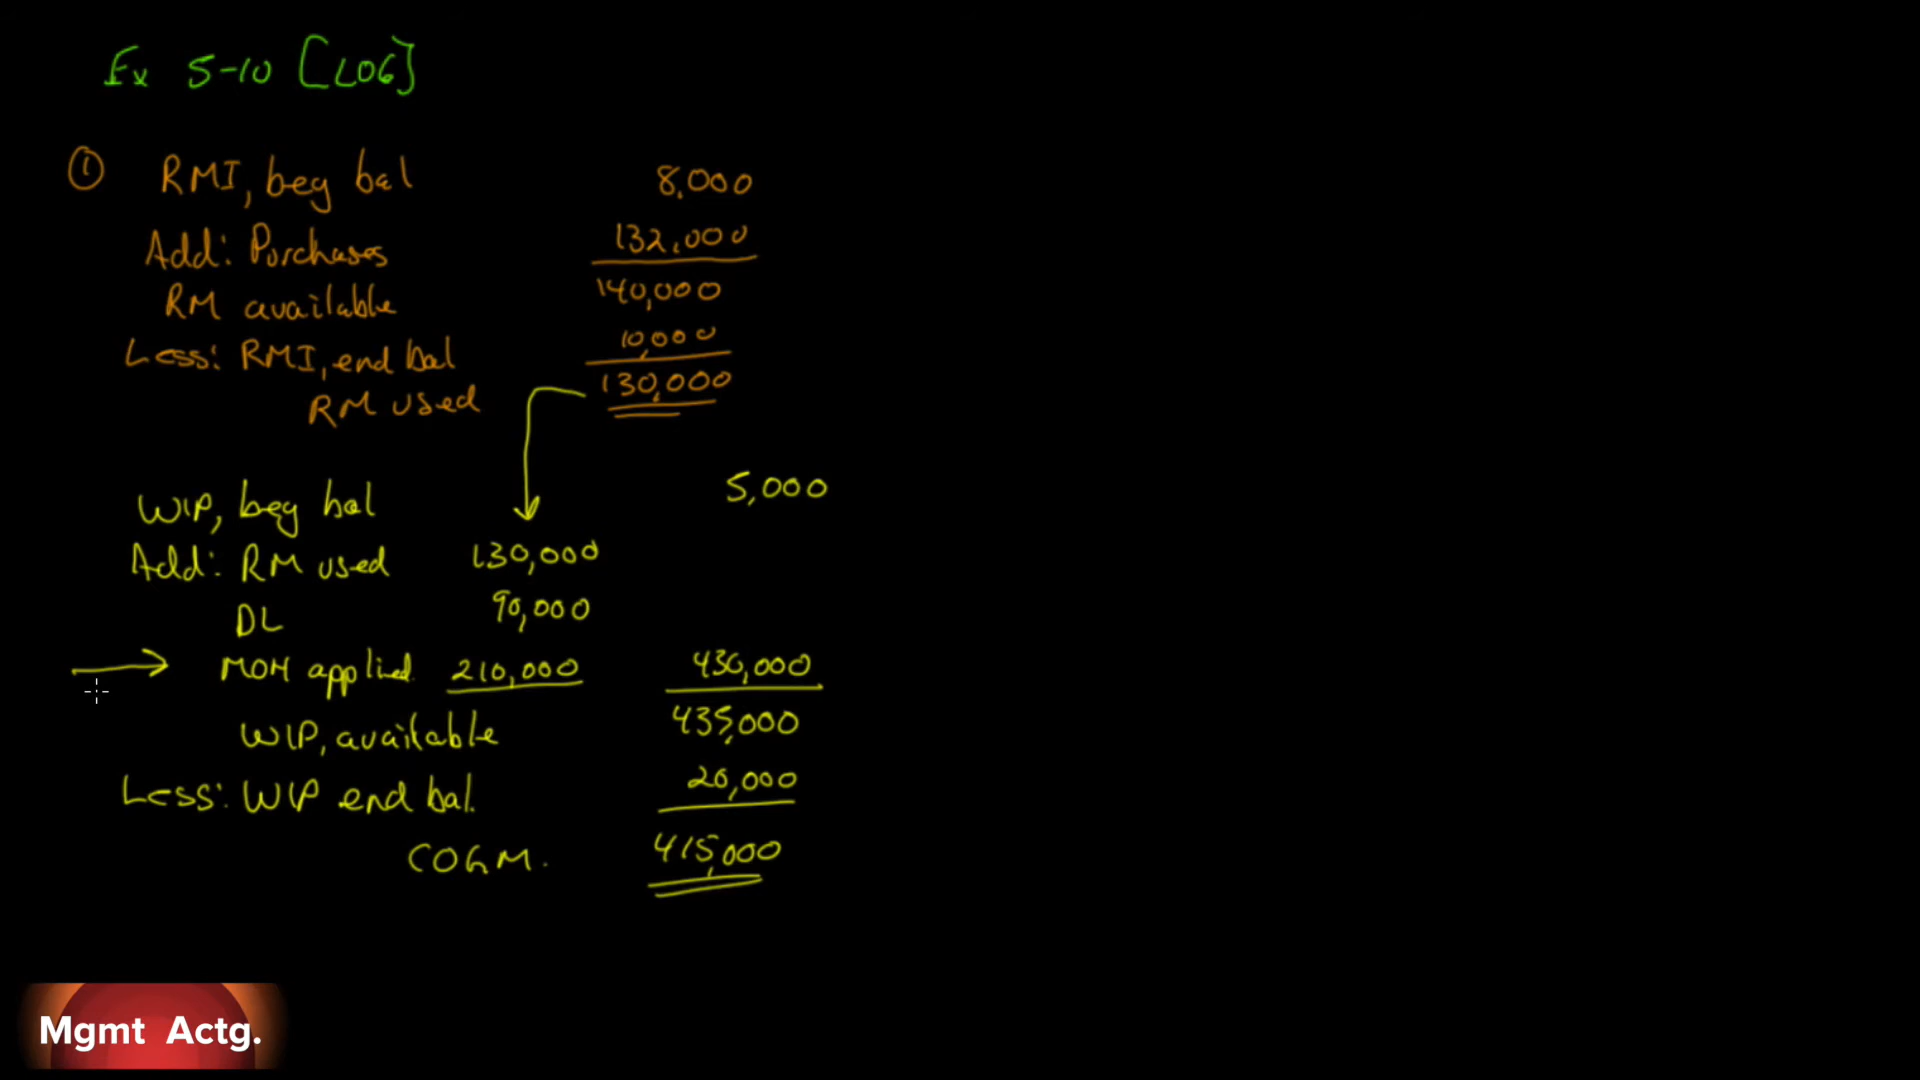 Ex 5-10 [LO6]
① RMI, beg bal 8,000
Add: Purchases 132,000
RM available 140,000
Less: RMI, end bal 10,000
RM used 130,000
WIP, beg bal 5,000
Add: RM used 130,000
DL 90,000
MOH applied 210,000 430,000
WIP, available 435,000
Less: WIP end bal. 20,000
COGM. 415,000
Mgmt Actg.